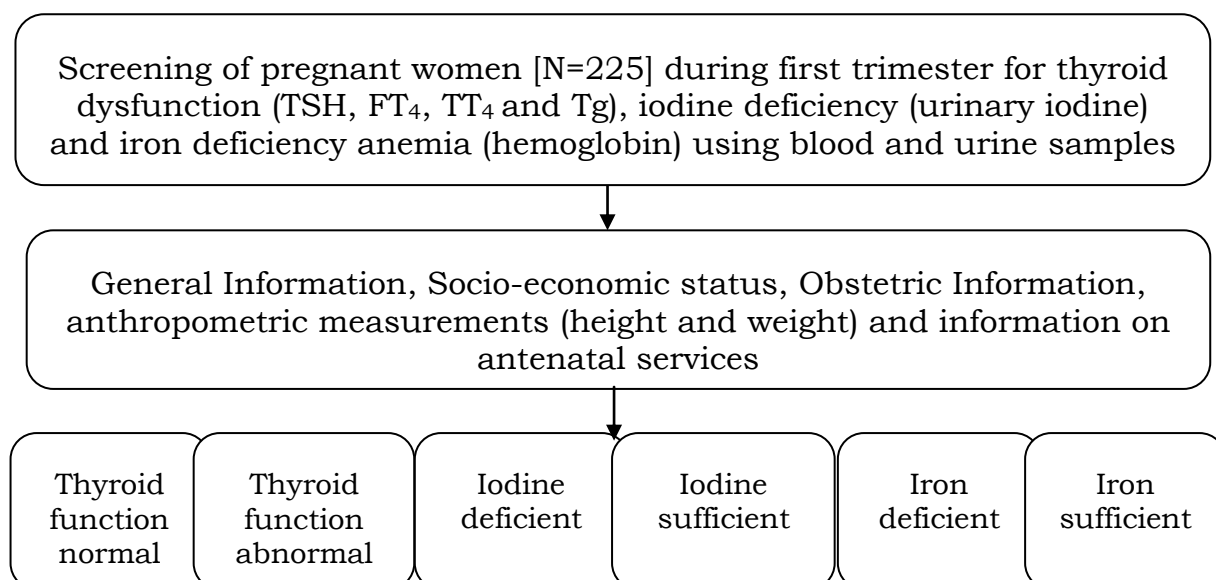 Screening of pregnant women [N=225] during first trimester for thyroid
dysfunction (TSH, FT₄, TT₄ and Tg), iodine deficiency (urinary iodine)
and iron deficiency anemia (hemoglobin) using blood and urine samples
General Information, Socio-economic status, Obstetric Information,
anthropometric measurements (height and weight) and information on
antenatal services
Thyroid
function
normal
Thyroid
function
abnormal
Iodine
deficient
Iodine
sufficient
Iron
deficient
Iron
sufficient